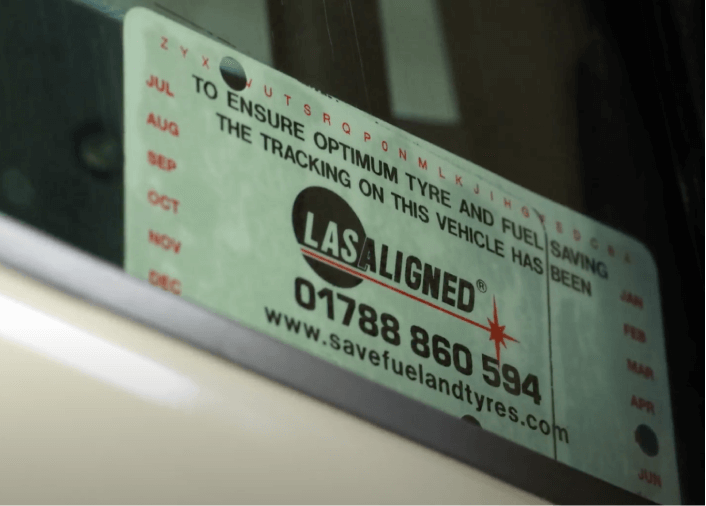 Z Y X V U T S R Q P O N M L K J I H G F E D C B A
TO ENSURE OPTIMUM TYRE AND FUEL SAVING
THE TRACKING ON THIS VEHICLE HAS BEEN
LASALIGNED®
01788 860 594
www.savefuelandtyres.com
JUL
AUG
SEP
OCT
NOV
DEC
JAN
FEB
MAR
APR
JUN